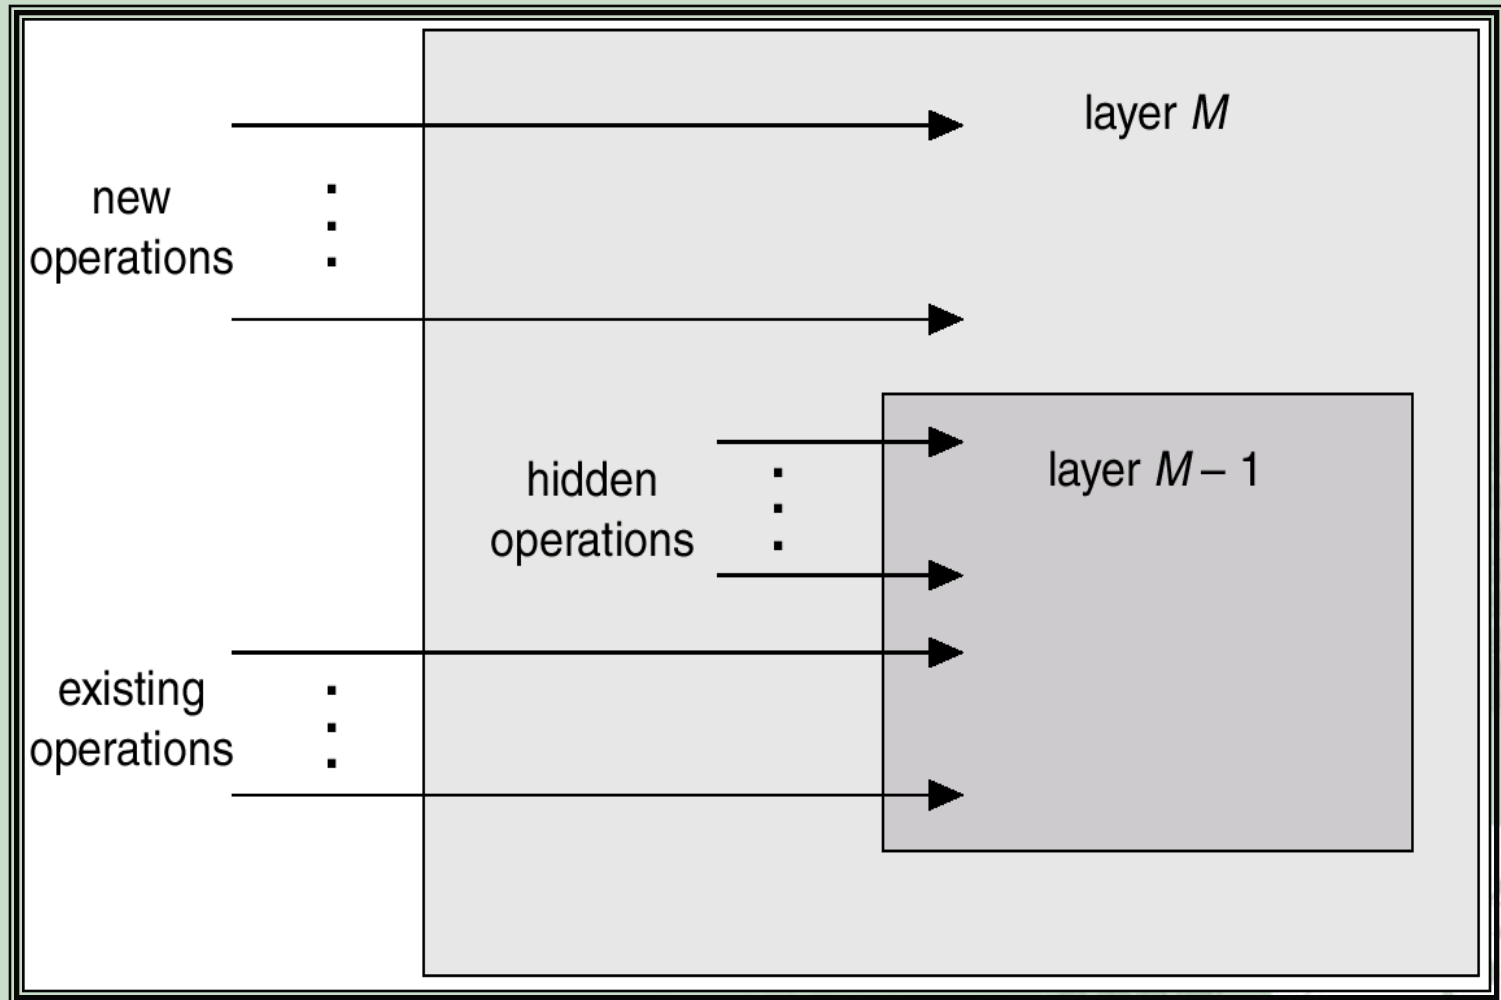 layer M
new
operations
hidden
operations
layer M – 1
existing
operations